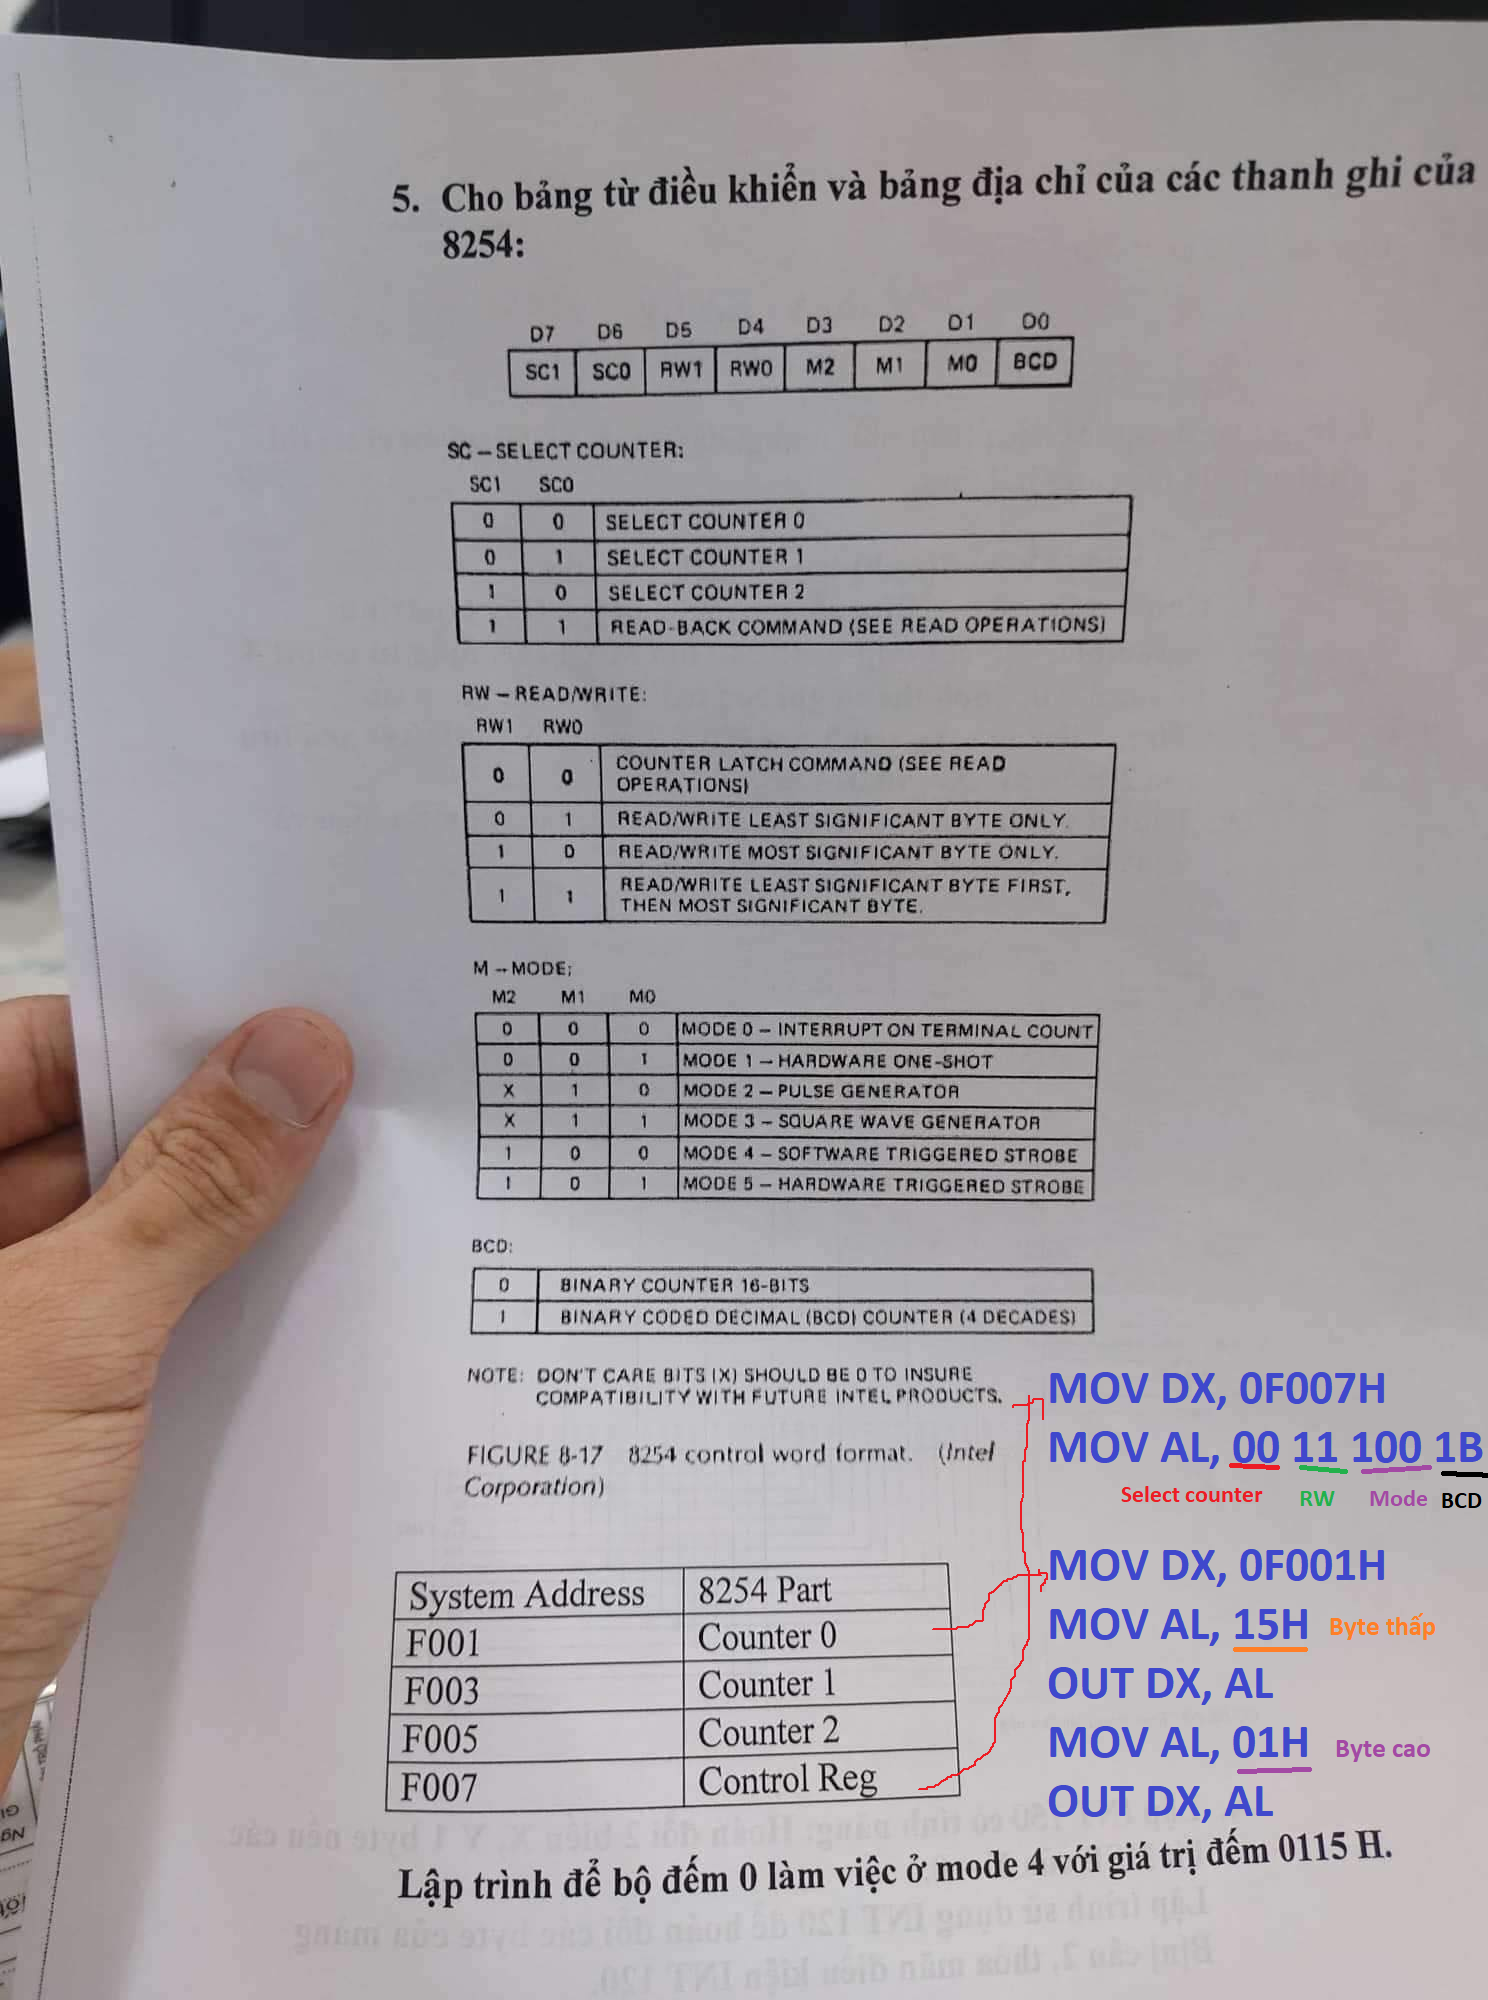 5. Cho bảng từ điều khiển và bảng địa chỉ của các thanh ghi của
8254:
D7 D6 D5 D4 D3 D2 D1 D0
SC1 SC0 RW1 RW0 M2 M1 M0 BCD
SC – SELECT COUNTER:
SC1 SC0
0 0 SELECT COUNTER 0
0 1 SELECT COUNTER 1
1 0 SELECT COUNTER 2
1 1 READ-BACK COMMAND (SEE READ OPERATIONS)
RW – READ/WRITE:
RW1 RW0
0 0 COUNTER LATCH COMMAND (SEE READ
OPERATIONS)
0 1 READ/WRITE LEAST SIGNIFICANT BYTE ONLY.
1 0 READ/WRITE MOST SIGNIFICANT BYTE ONLY.
1 1 READ/WRITE LEAST SIGNIFICANT BYTE FIRST,
THEN MOST SIGNIFICANT BYTE.
M – MODE:
M2 M1 M0
0 0 0 MODE 0 – INTERRUPT ON TERMINAL COUNT
0 0 1 MODE 1 – HARDWARE ONE-SHOT
X 1 0 MODE 2 – PULSE GENERATOR
X 1 1 MODE 3 – SQUARE WAVE GENERATOR
1 0 0 MODE 4 – SOFTWARE TRIGGERED STROBE
1 0 1 MODE 5 – HARDWARE TRIGGERED STROBE
BCD:
0 BINARY COUNTER 16-BITS
1 BINARY CODED DECIMAL (BCD) COUNTER (4 DECADES)
NOTE: DON'T CARE BITS (X) SHOULD BE 0 TO INSURE
COMPATIBILITY WITH FUTURE INTEL PRODUCTS.
FIGURE 8-17 8254 control word format. (Intel
Corporation)
MOV DX, 0F007H
MOV AL, 00 11 100 1B
Select counter RW Mode BCD
MOV DX, 0F001H
MOV AL, 15H Byte thấp
OUT DX, AL
MOV AL, 01H Byte cao
OUT DX, AL
System Address 8254 Part
F001 Counter 0
F003 Counter 1
F005 Counter 2
F007 Control Reg
Lập trình để bộ đếm 0 làm việc ở mode 4 với giá trị đếm 0115 H.